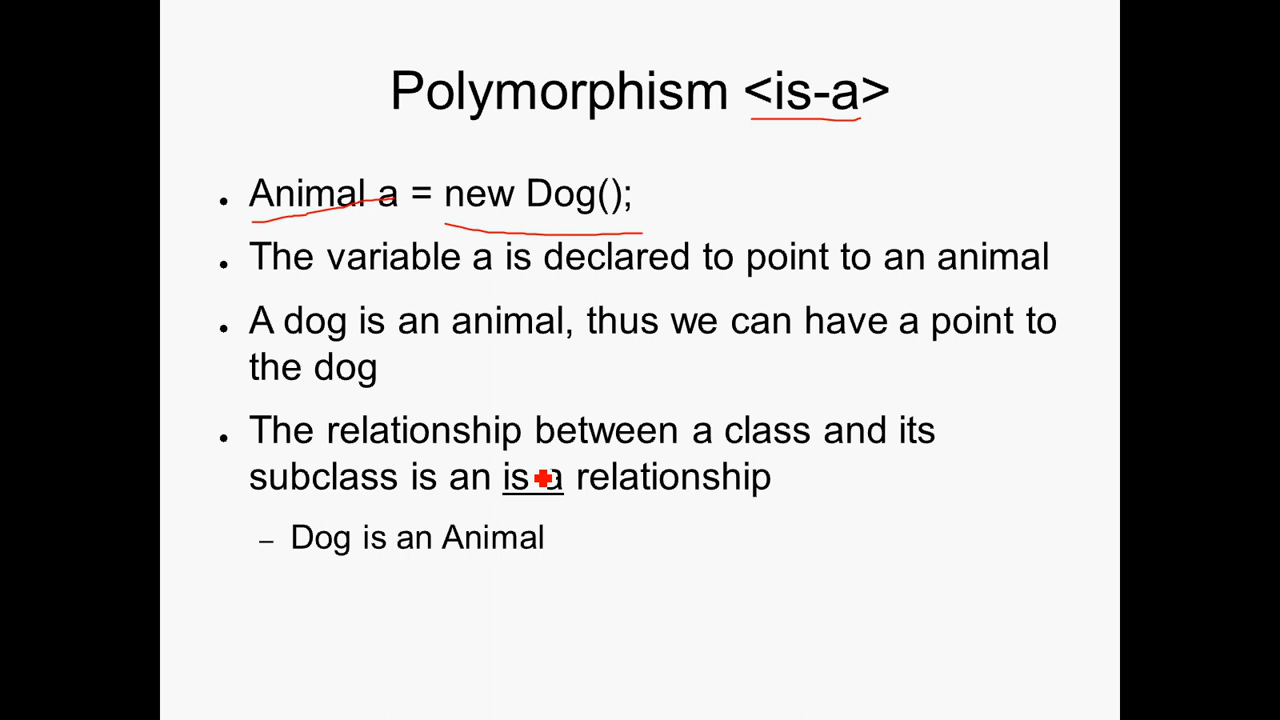 Polymorphism <is-a>
• Animal a = new Dog();
• The variable a is declared to point to an animal
• A dog is an animal, thus we can have a point to
the dog
• The relationship between a class and its
subclass is an is-a relationship
– Dog is an Animal